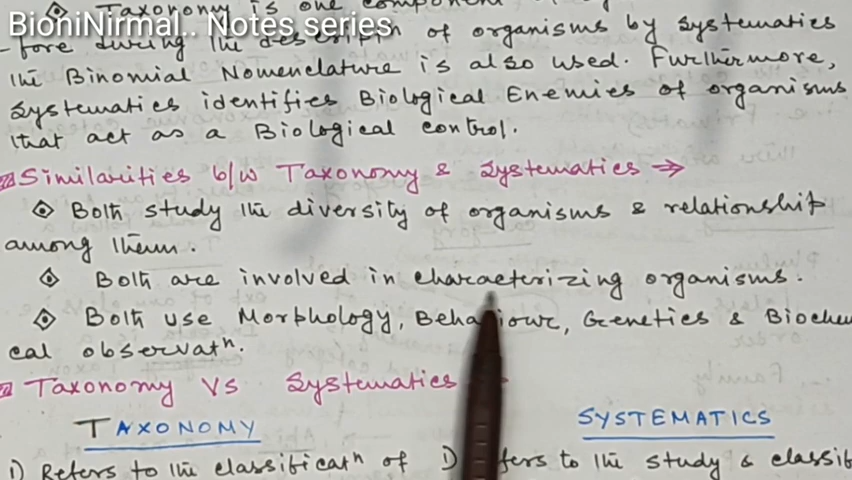 Taxonomy is one component of
BioniNirmal.. Notes series
-fore during the description of organisms by systematics
the Binomial Nomenclature is also used. Furthermore,
systematics identifies Biological Enemies of organisms
that act as a Biological control.
Similarities b/w Taxonomy & Systematics →
Both study the diversity of organisms & relationship
among them.
Both are involved in characterizing organisms.
Both use Morphology, Behaviour, Genetics & Bioche
cal observatn.
Taxonomy VS Systematics
TAXONOMY SYSTEMATICS
1) Refers to the classificatn of 1) Refers to the study & classif